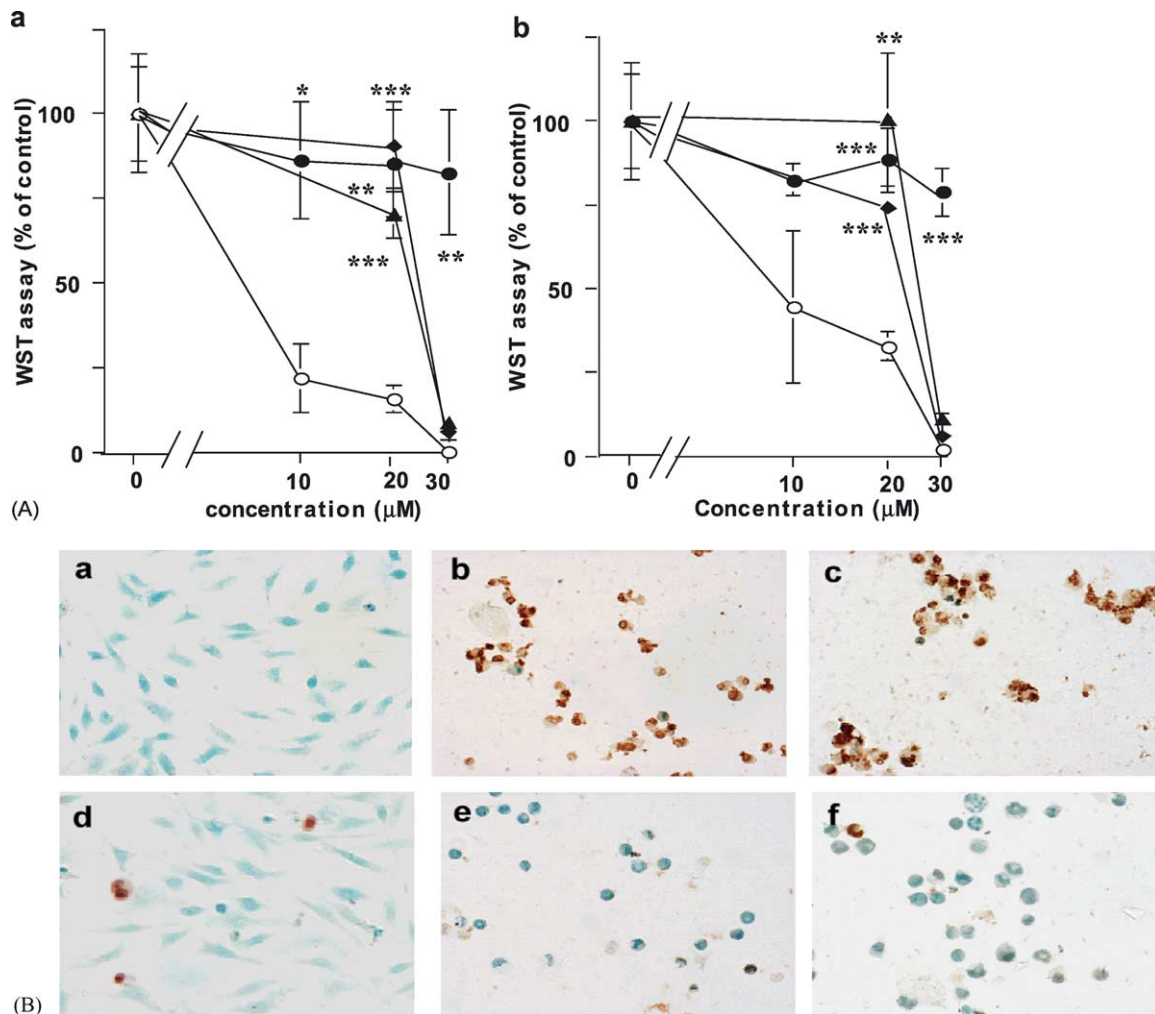 a
b
WST assay (% of control)
100
50
0
*
***
**
***
**
0
10
20
30
concentration (μM)
WST assay (% of control)
100
50
0
**
***
***
***
0
10
20
30
Concentration (μM)
(A)
a
b
c
d
e
f
(B)